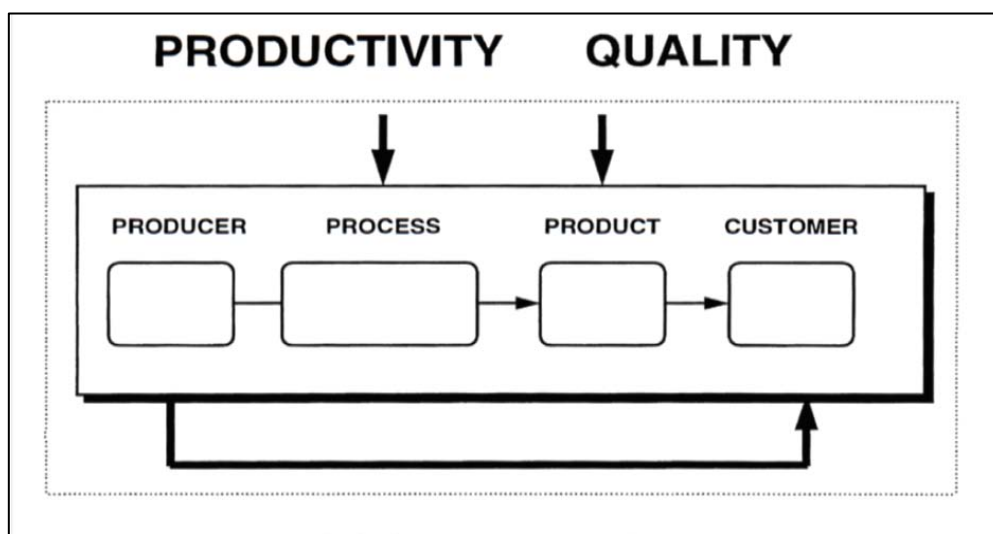 PRODUCTIVITY QUALITY
PRODUCER PROCESS PRODUCT CUSTOMER